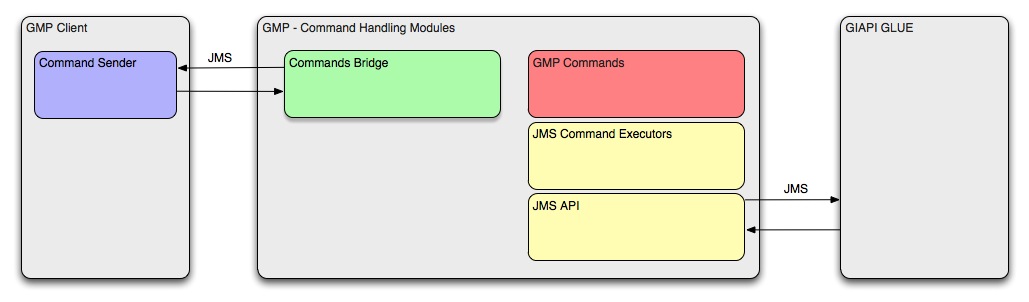 GMP Client
GMP - Command Handling Modules
GIAPI GLUE
Command Sender
JMS
Commands Bridge
GMP Commands
JMS Command Executors
JMS API
JMS